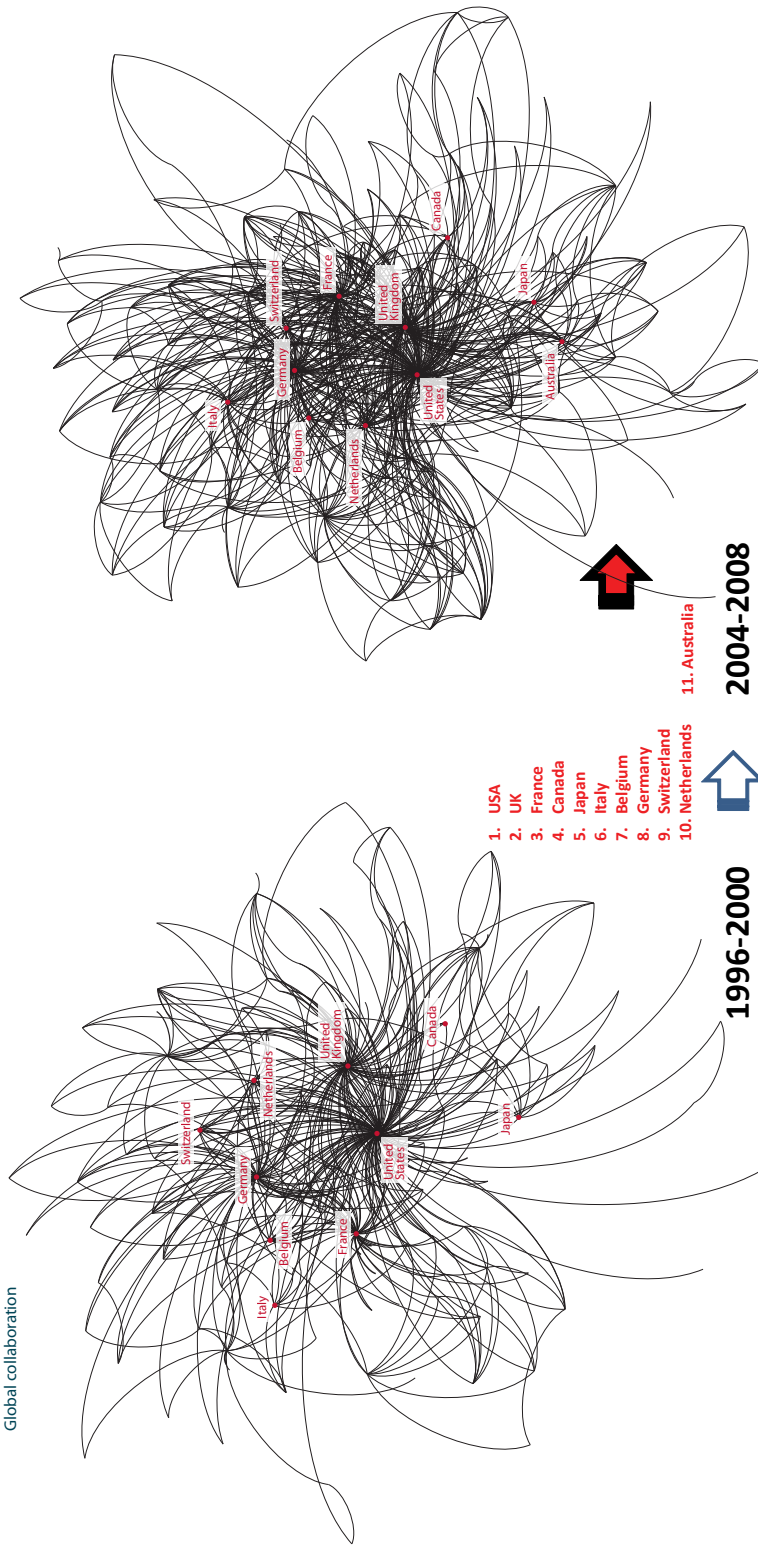 Global collaboration
Switzerland
Netherlands
United
Kingdom
Germany
Belgium
Italy
France
United
States
Canada
Japan
1996-2000
1. USA
2. UK
3. France
4. Canada
5. Japan
6. Italy
7. Belgium
8. Germany
9. Switzerland
10. Netherlands
11. Australia
Italy
Switzerland
Germany
France
Belgium
Netherlands
United
Kingdom
United
States
Canada
Japan
Australia
2004-2008